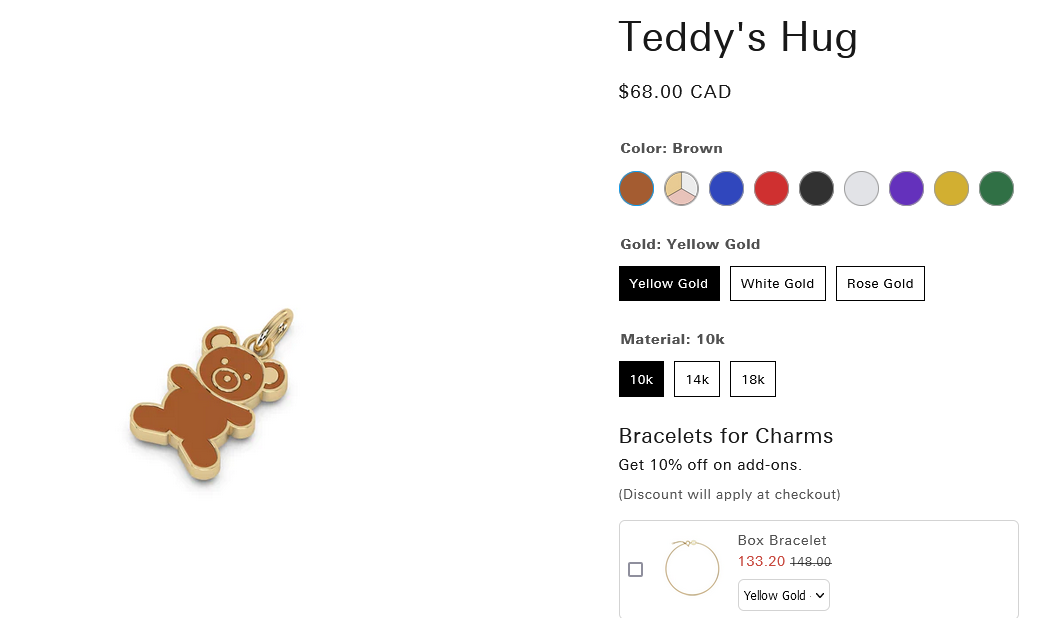 Teddy's Hug
$68.00 CAD
Color: Brown
Gold: Yellow Gold
Yellow Gold White Gold Rose Gold
Material: 10k
10k 14k 18k
Bracelets for Charms
Get 10% off on add-ons.
(Discount will apply at checkout)
Box Bracelet
133.20 148.00
Yellow Gold